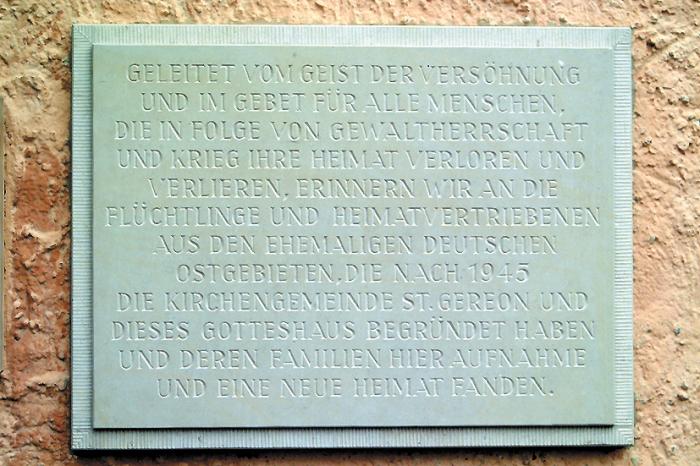 GELEITET VOM GEIST DER VERSÖHNUNG
UND IM GEBET FÜR ALLE MENSCHEN,
DIE IN FOLGE VON GEWALTHERRSCHAFT
UND KRIEG IHRE HEIMAT VERLOREN UND
VERLIEREN, ERINNERN WIR AN DIE
FLÜCHTLINGE UND HEIMATVERTRIEBENEN
AUS DEN EHEMALIGEN DEUTSCHEN
OSTGEBIETEN, DIE NACH 1945
DIE KIRCHENGEMEINDE ST. GEREON UND
DIESES GOTTESHAUS BEGRÜNDET HABEN
UND DEREN FAMILIEN HIER AUFNAHME
UND EINE NEUE HEIMAT FANDEN.